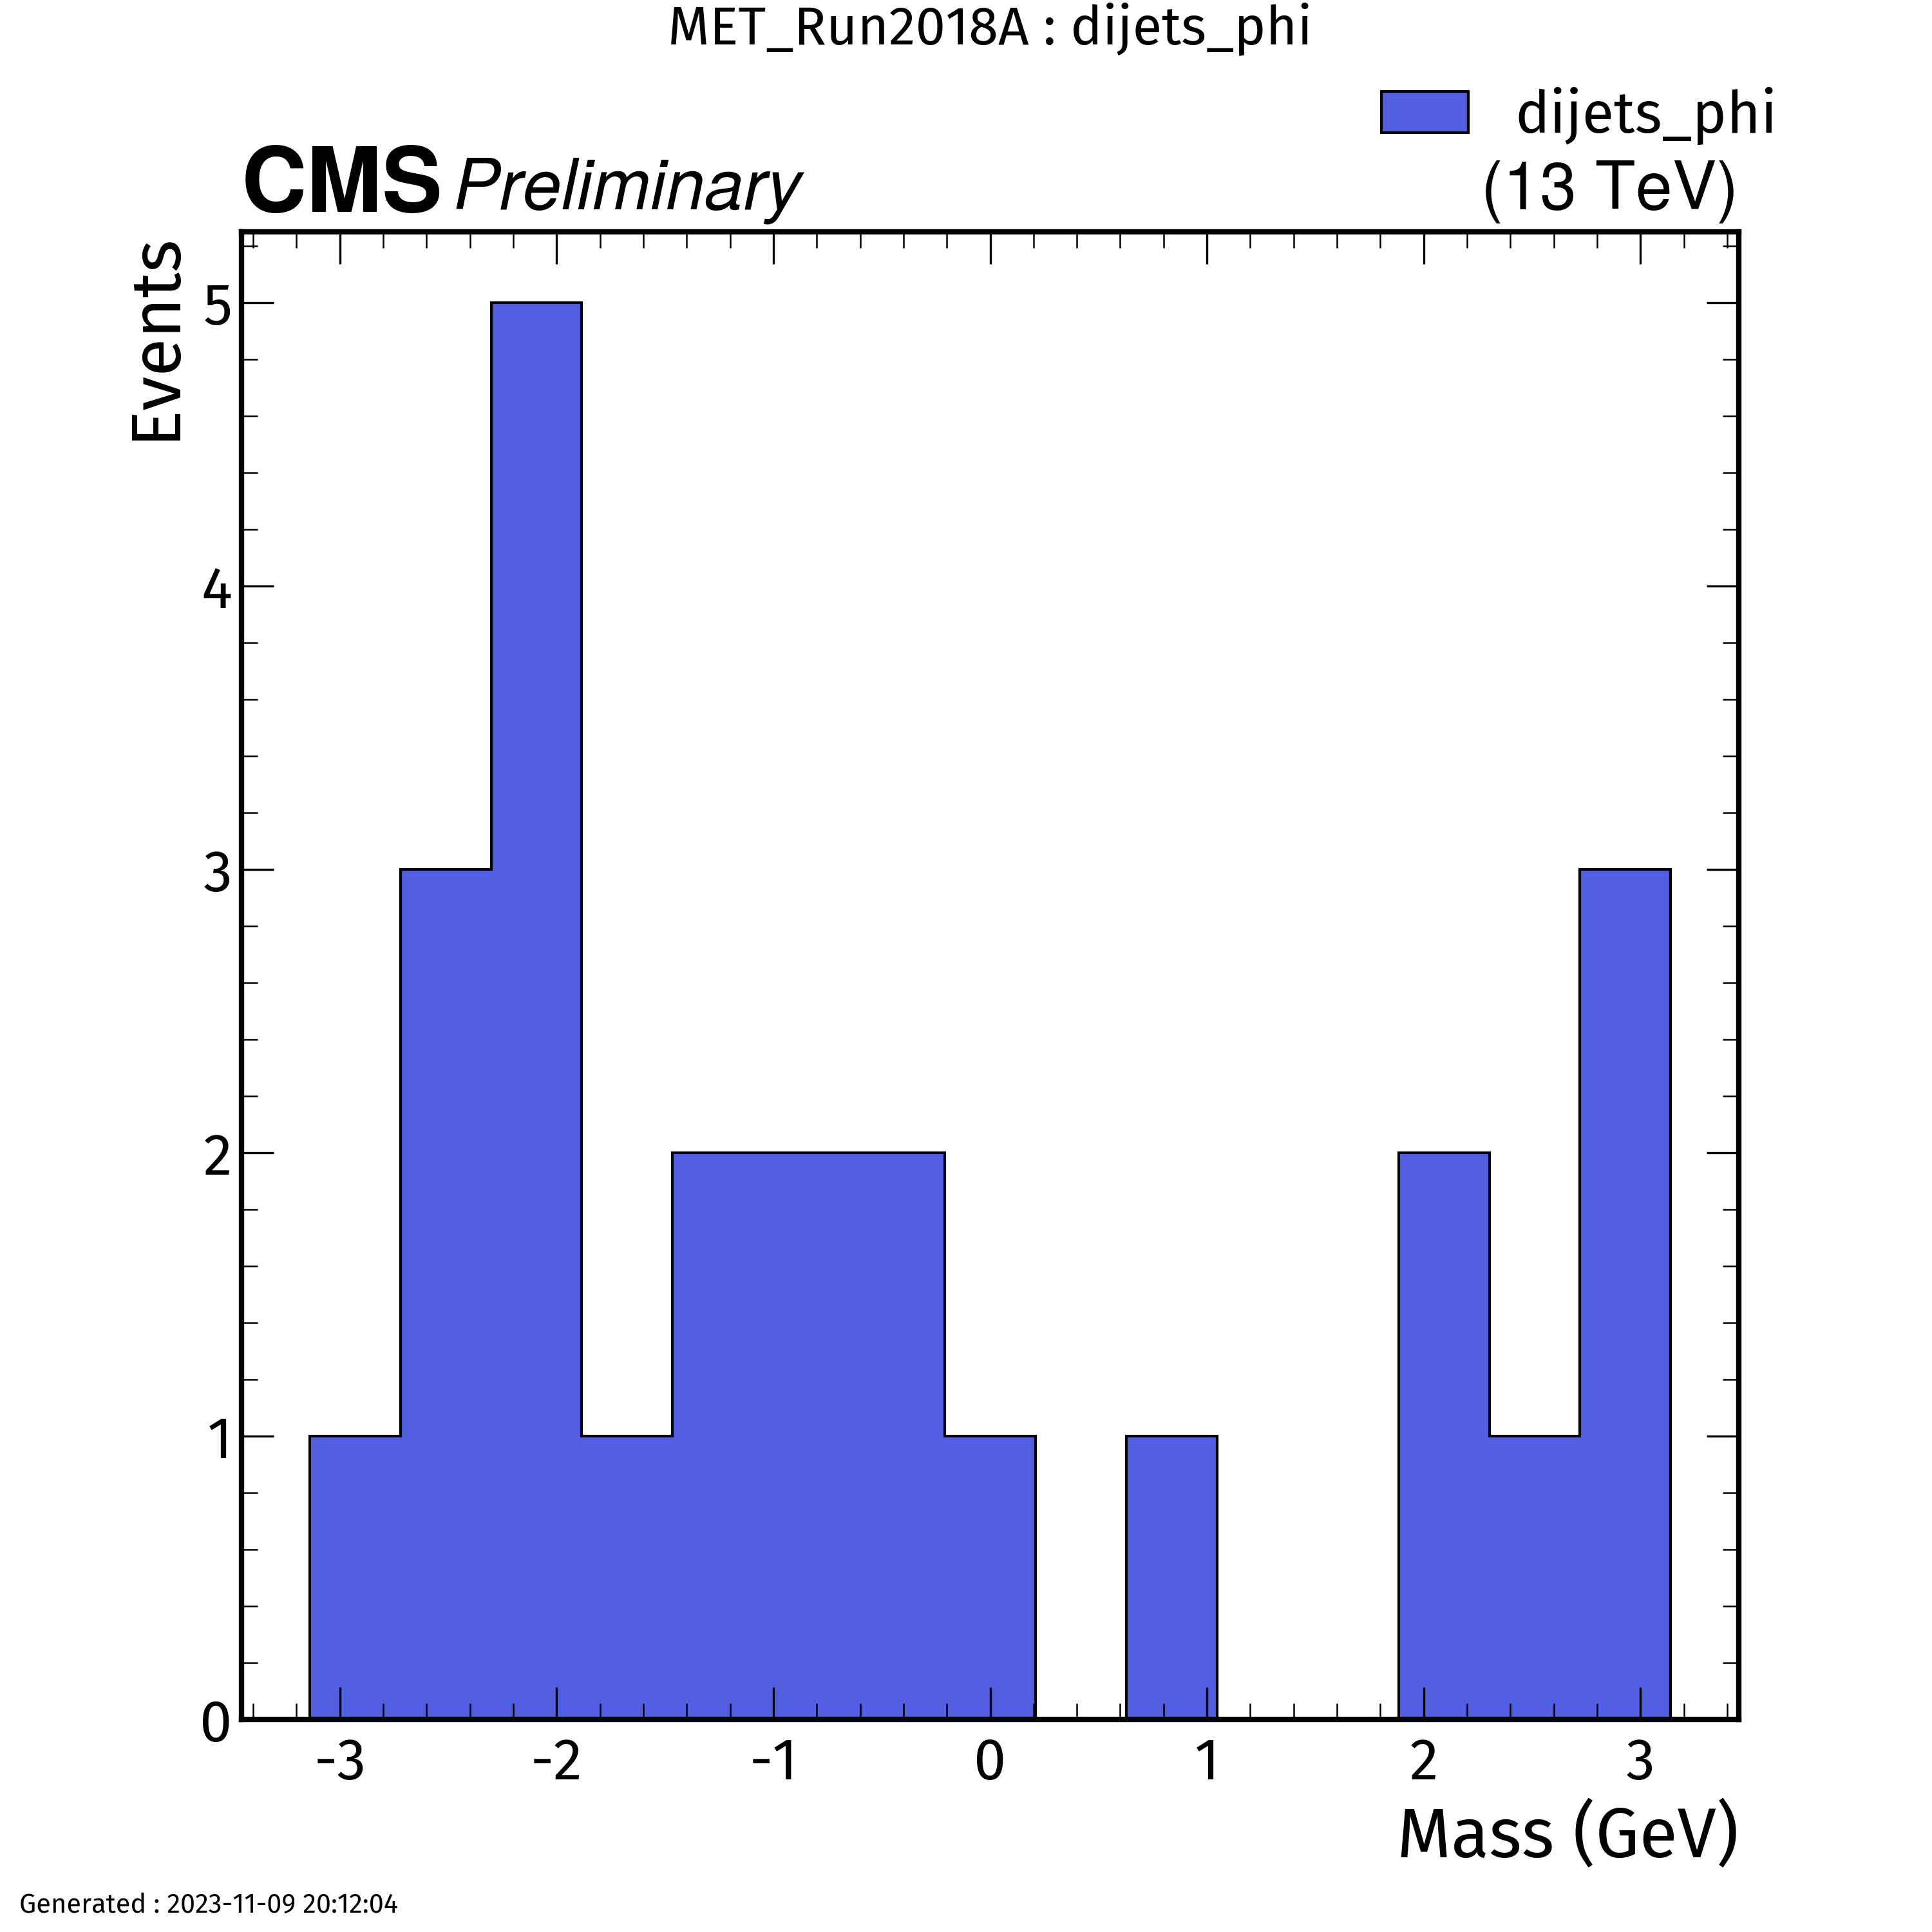 MET_Run2018A : dijets_phi
dijets_phi
CMS Preliminary
(13 TeV)
Events
5
4
3
2
1
0
-3 -2 -1 0 1 2 3
Mass (GeV)
Generated : 2023-11-09 20:12:04